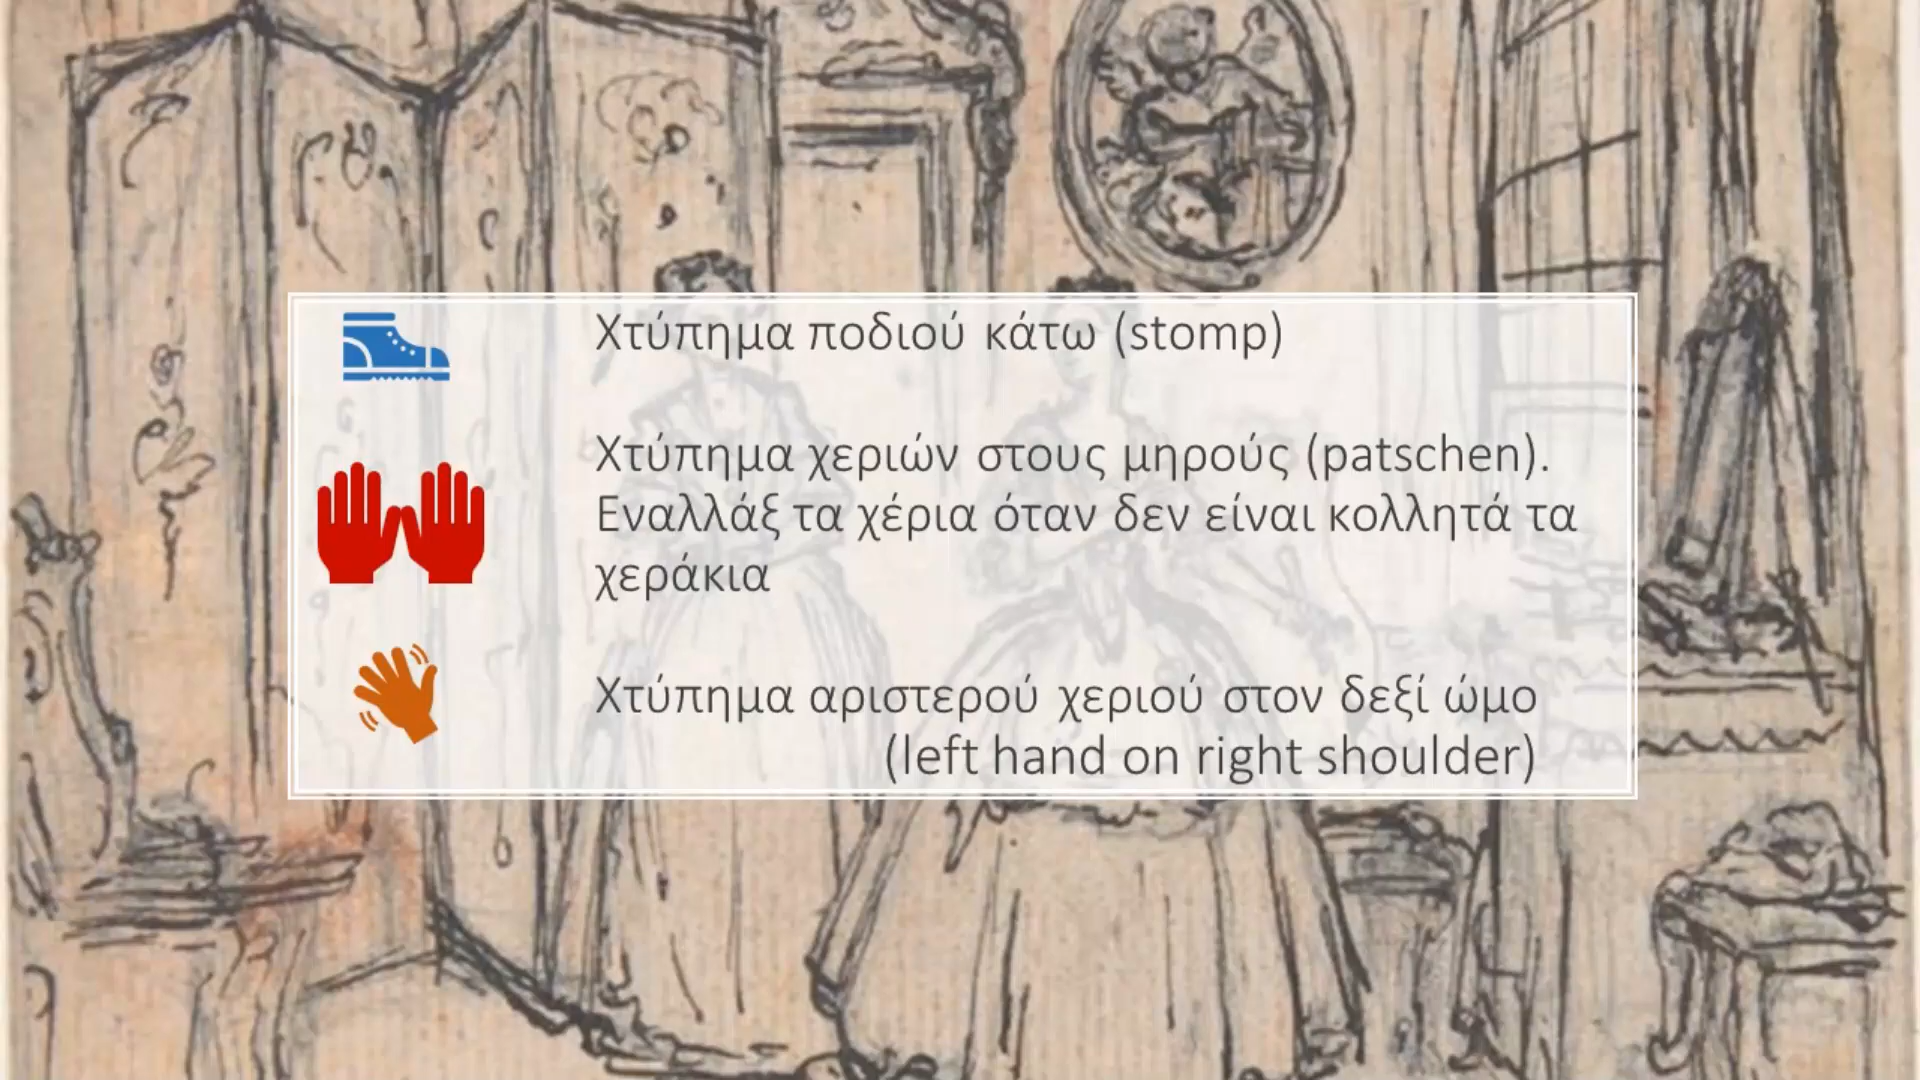 Χτύπημα ποδιού κάτω (stomp)
Χτύπημα χεριών στους μηρούς (patschen).
Εναλλάξ τα χέρια όταν δεν είναι κολλητά τα
χεράκια
Χτύπημα αριστερού χεριού στον δεξί ώμο
(left hand on right shoulder)